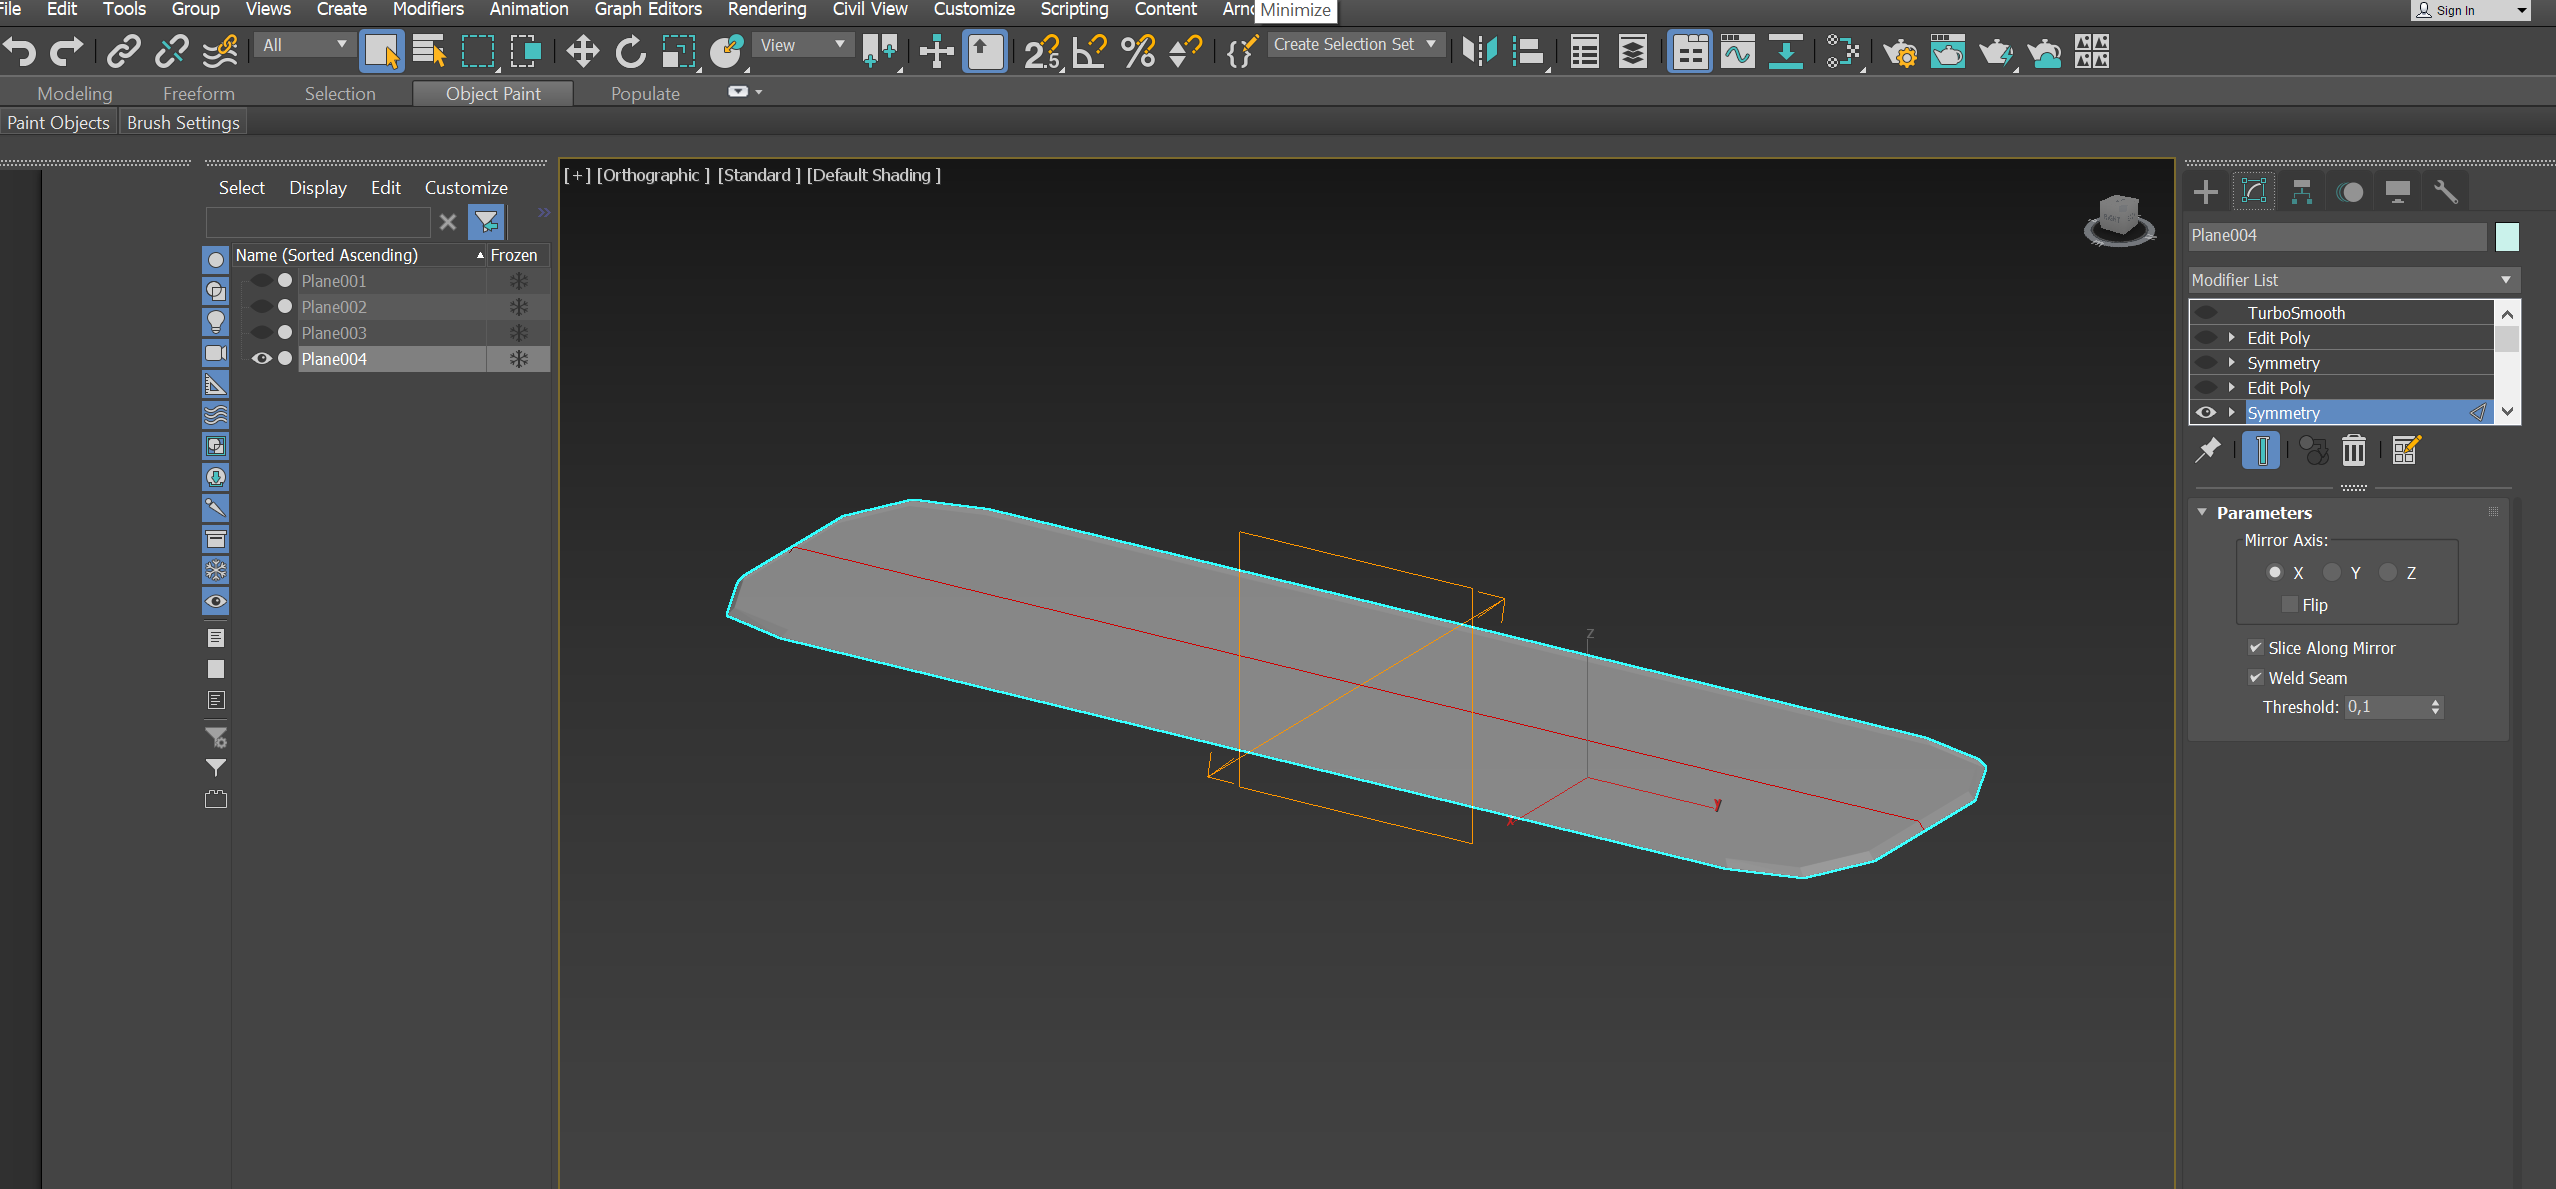 File Edit Tools Group Views Create Modifiers Animation Graph Editors Rendering Civil View Customize Scripting Content Minimize Sign In
All View 2.5 Create Selection Set
Modeling Freeform Selection Object Paint Populate
Paint Objects Brush Settings
Select Display Edit Customize
Name (Sorted Ascending) Frozen
Plane001
Plane002
Plane003
Plane004
[+] [Orthographic ] [Standard ] [Default Shading ]
z
y
x
Plane004
Modifier List
TurboSmooth
Edit Poly
Symmetry
Edit Poly
Symmetry
Parameters
Mirror Axis:
X Y Z
Flip
Slice Along Mirror
Weld Seam
Threshold: 0,1